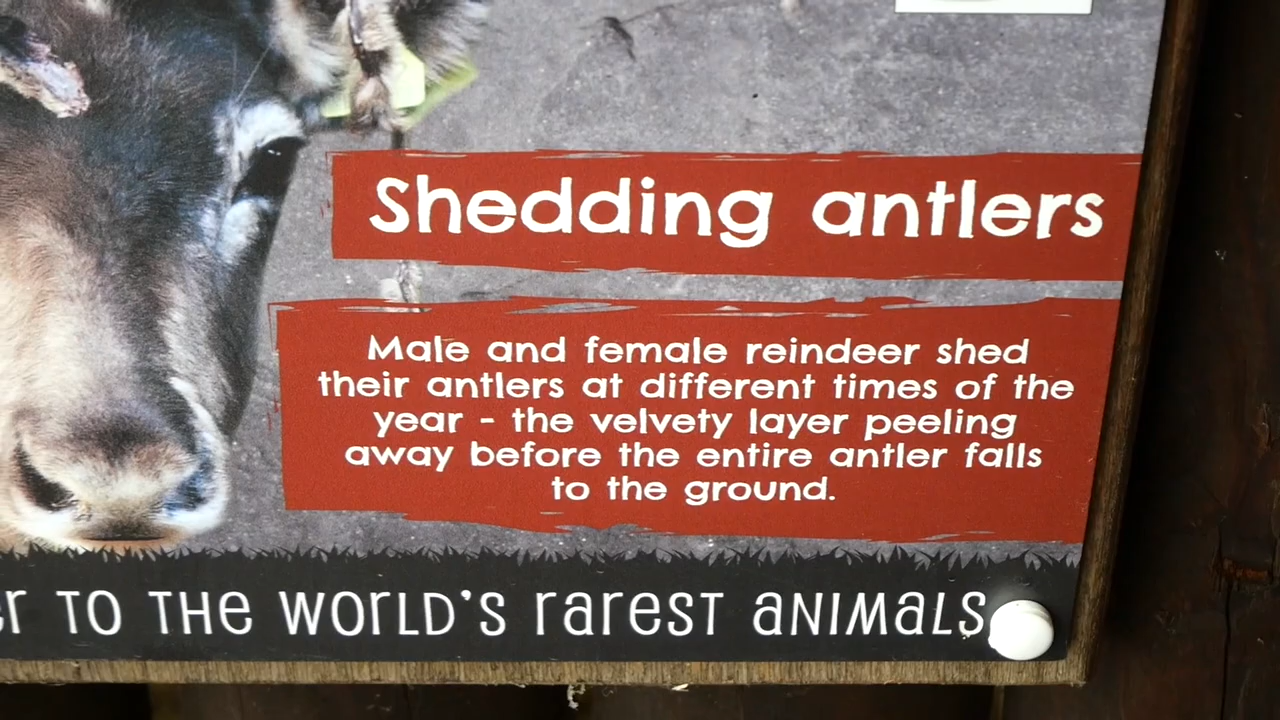 Shedding antlers
Male and female reindeer shed
their antlers at different times of the
year - the velvety layer peeling
away before the entire antler falls
to the ground.
TO THE WORLD'S RAREST ANIMALS